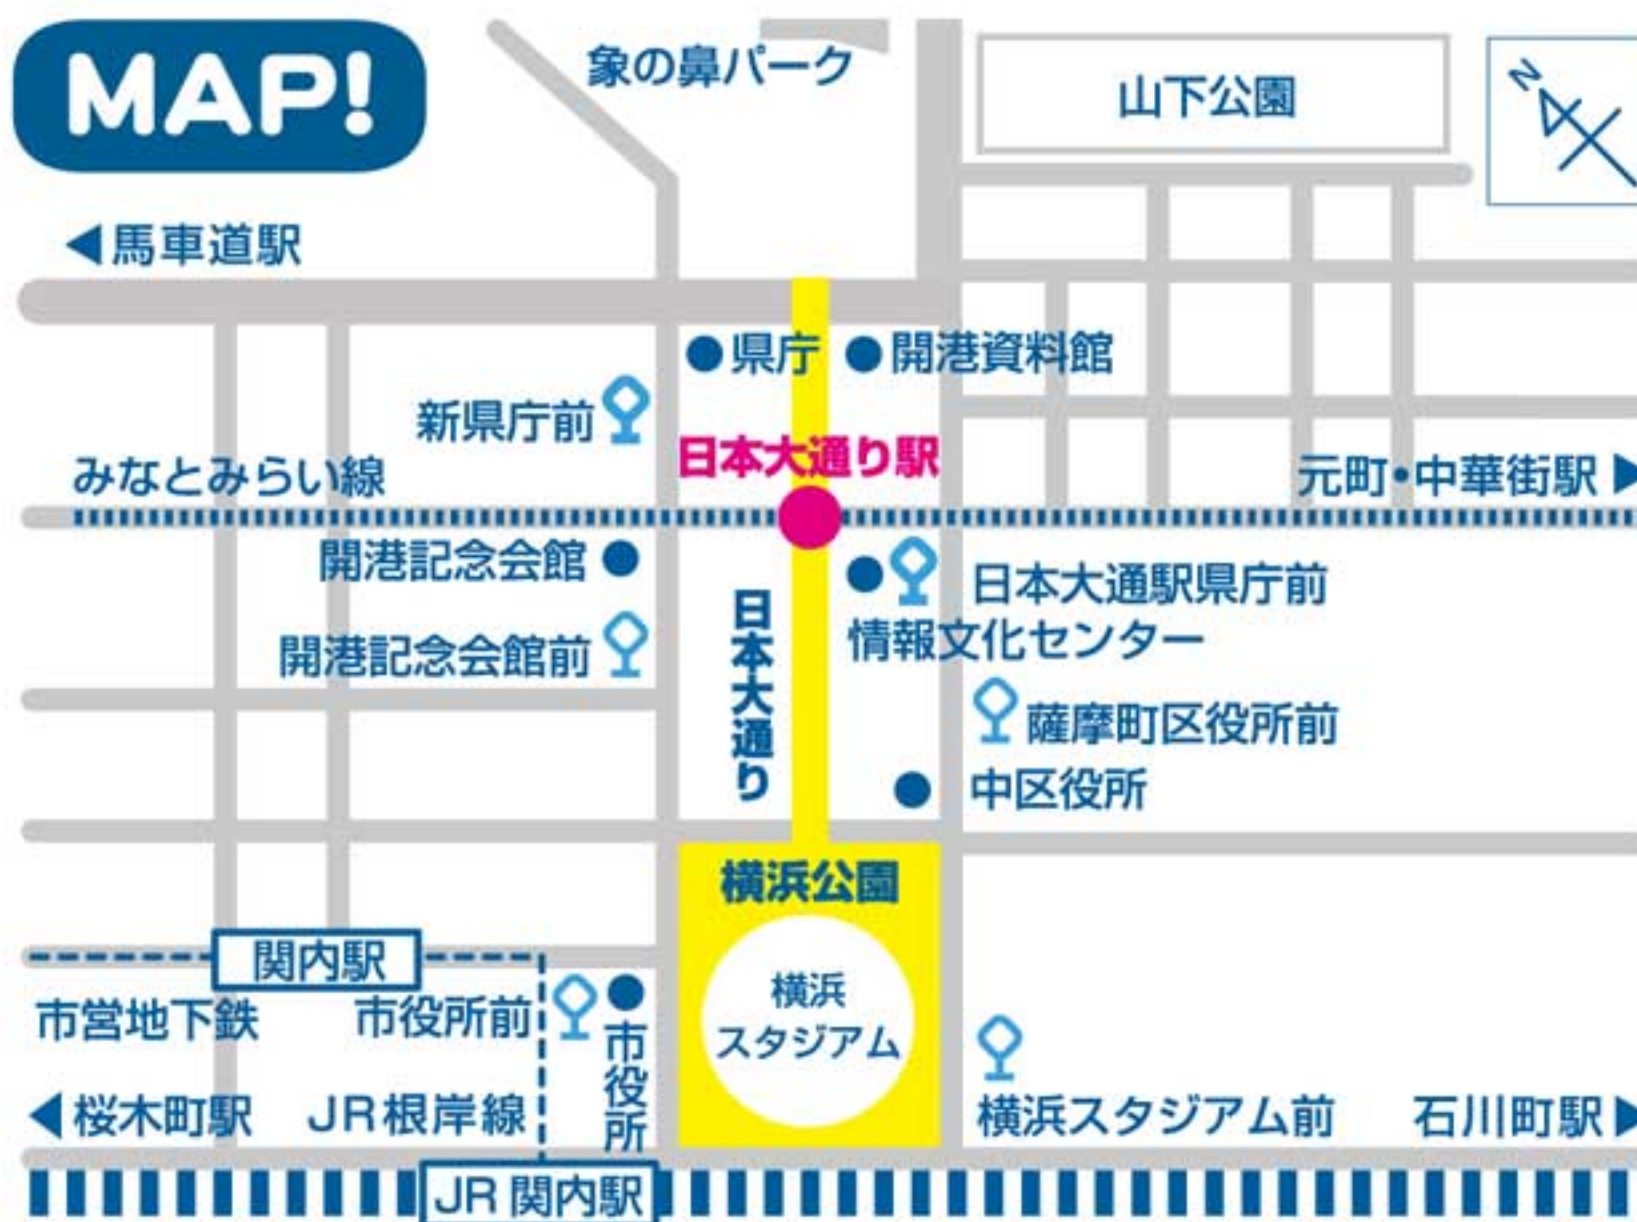 MAP!
象の鼻パーク
山下公園
N
◀馬車道駅
●県庁
●開港資料館
新県庁前
日本大通り駅
みなとみらい線
元町・中華街駅▶
開港記念会館●
日本大通駅県庁前
情報文化センター
開港記念会館前
日本大通り
薩摩町区役所前
●中区役所
横浜公園
横浜
スタジアム
関内駅
市営地下鉄
市役所前
市役所
◀桜木町駅
JR根岸線
横浜スタジアム前
石川町駅▶
JR関内駅